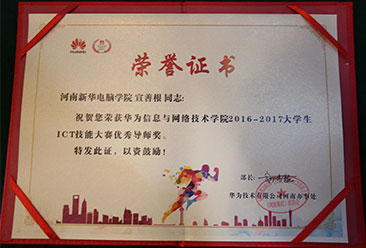 HUAWEI
荣誉证书
河南新华电脑学院 宣善根 同志:
祝贺您荣获华为信息与网络技术学院2016-2017大学生
ICT技能大赛优秀导师奖。
特发此证，以资鼓励！
部长:
华为技术有限公司河南办事处